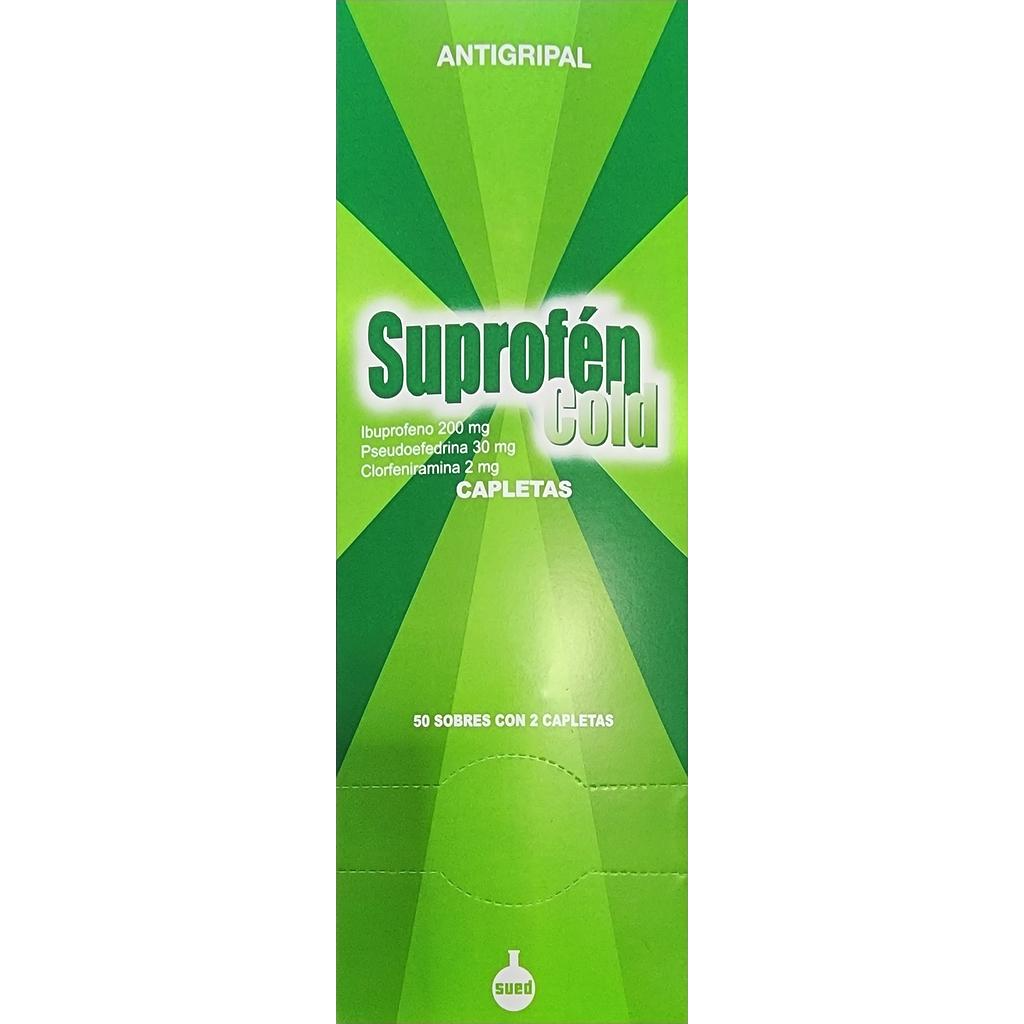 ANTIGRIPAL
Suprofén
Cold
Ibuprofeno 200 mg
Pseudoefedrina 30 mg
Clorfeniramina 2 mg
CAPLETAS
50 SOBRES CON 2 CAPLETAS
sued